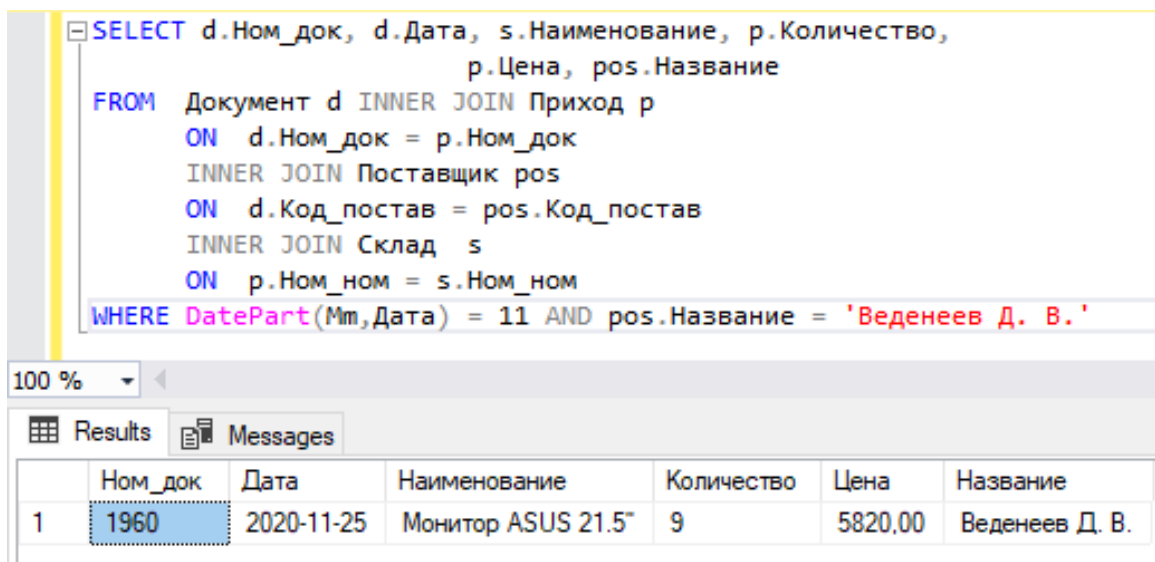 SELECT d.Ном_док, d.Дата, s.Наименование, p.Количество,
p.Цена, pos.Название
FROM Документ d INNER JOIN Приход p
ON d.Ном_док = p.Ном_док
INNER JOIN Поставщик pos
ON d.Код_постав = pos.Код_постав
INNER JOIN Склад s
ON p.Ном_ном = s.Ном_ном
WHERE DatePart(Mm,Дата) = 11 AND pos.Название = 'Веденеев Д. В.'
100 %
Results Messages
Ном_док Дата Наименование Количество Цена Название
1 1960 2020-11-25 Монитор ASUS 21.5" 9 5820,00 Веденеев Д. В.